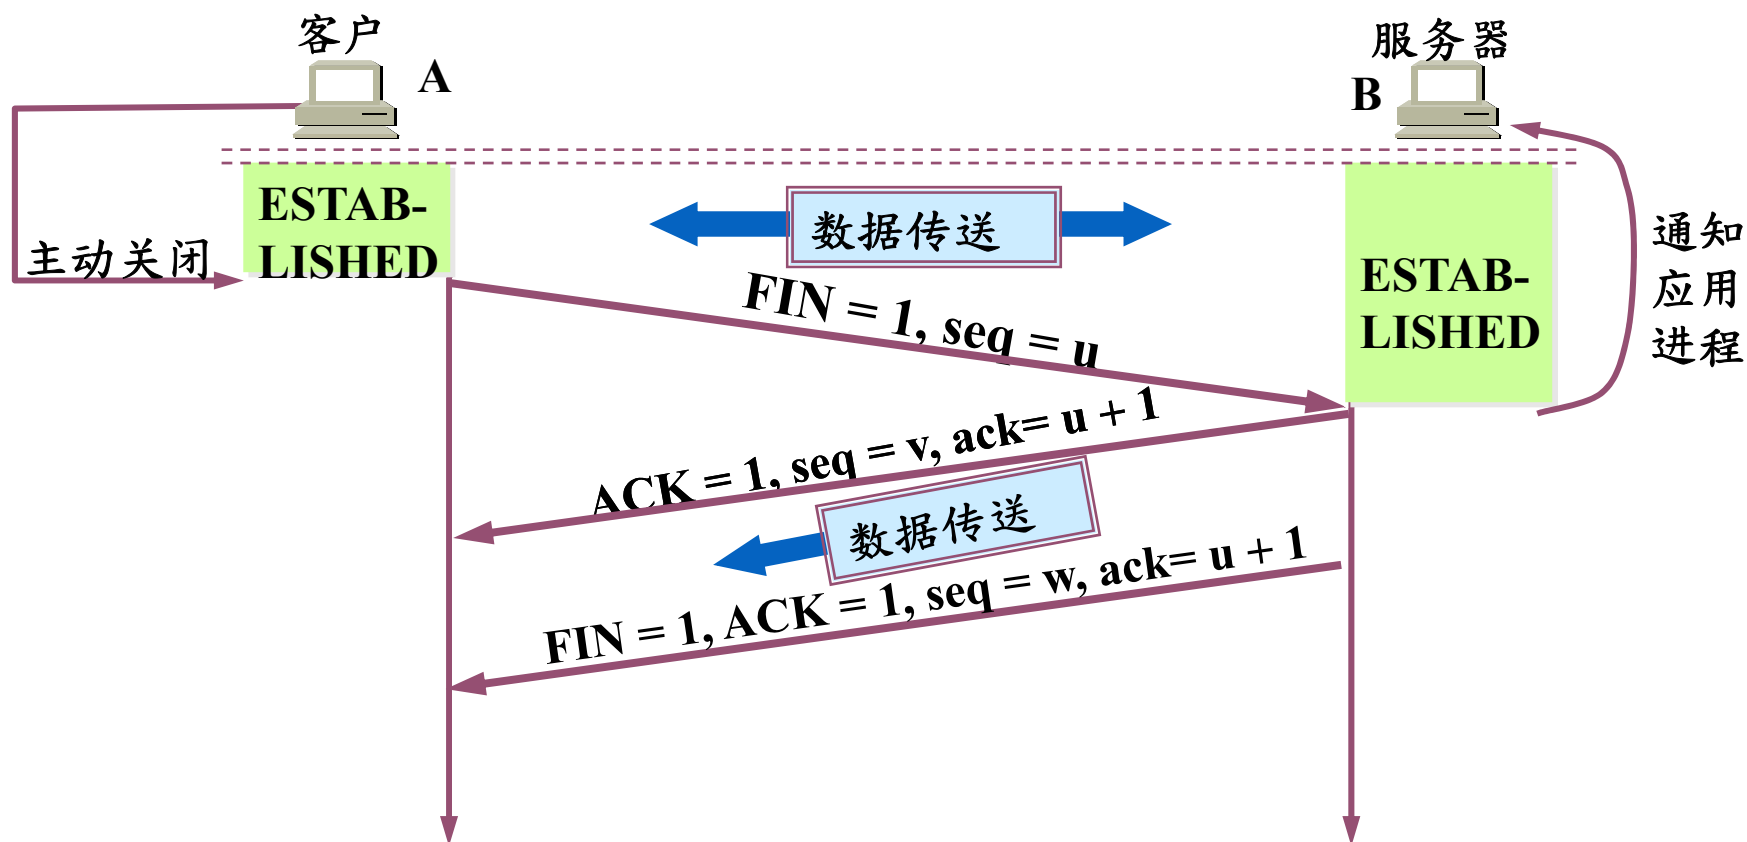 客户
服务器
A
B
ESTAB-
LISHED
主动关闭
数据传送
ESTAB-
LISHED
通知
应用
进程
FIN = 1, seq = u
ACK = 1, seq = v, ack= u + 1
数据传送
FIN = 1, ACK = 1, seq = w, ack= u + 1